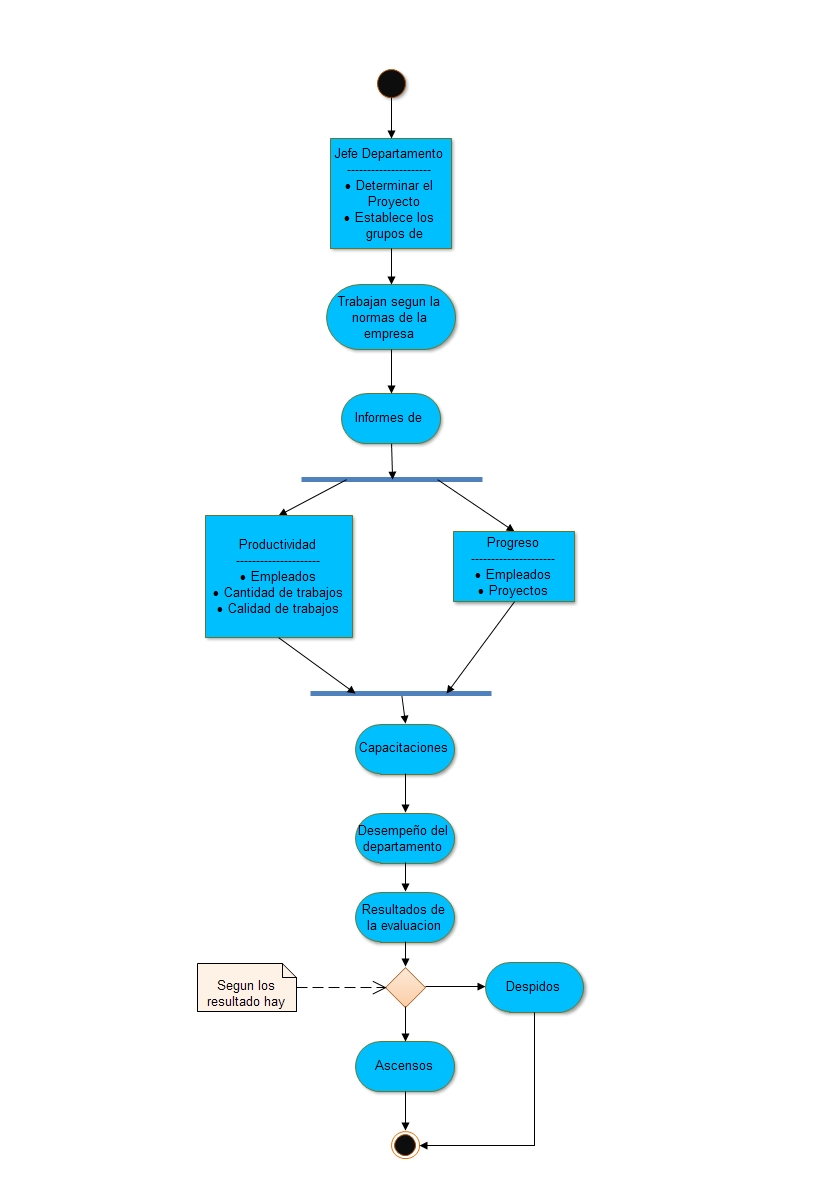 Jefe Departamento
---------------------
● Determinar el
Proyecto
● Establece los
grupos de
Trabajan segun la
normas de la
empresa
Informes de
Productividad
---------------------
● Empleados
● Cantidad de trabajos
● Calidad de trabajos
Progreso
---------------------
● Empleados
● Proyectos
Capacitaciones
Desempeño del
departamento
Resultados de
la evaluacion
Segun los
resultado hay
Despidos
Ascensos